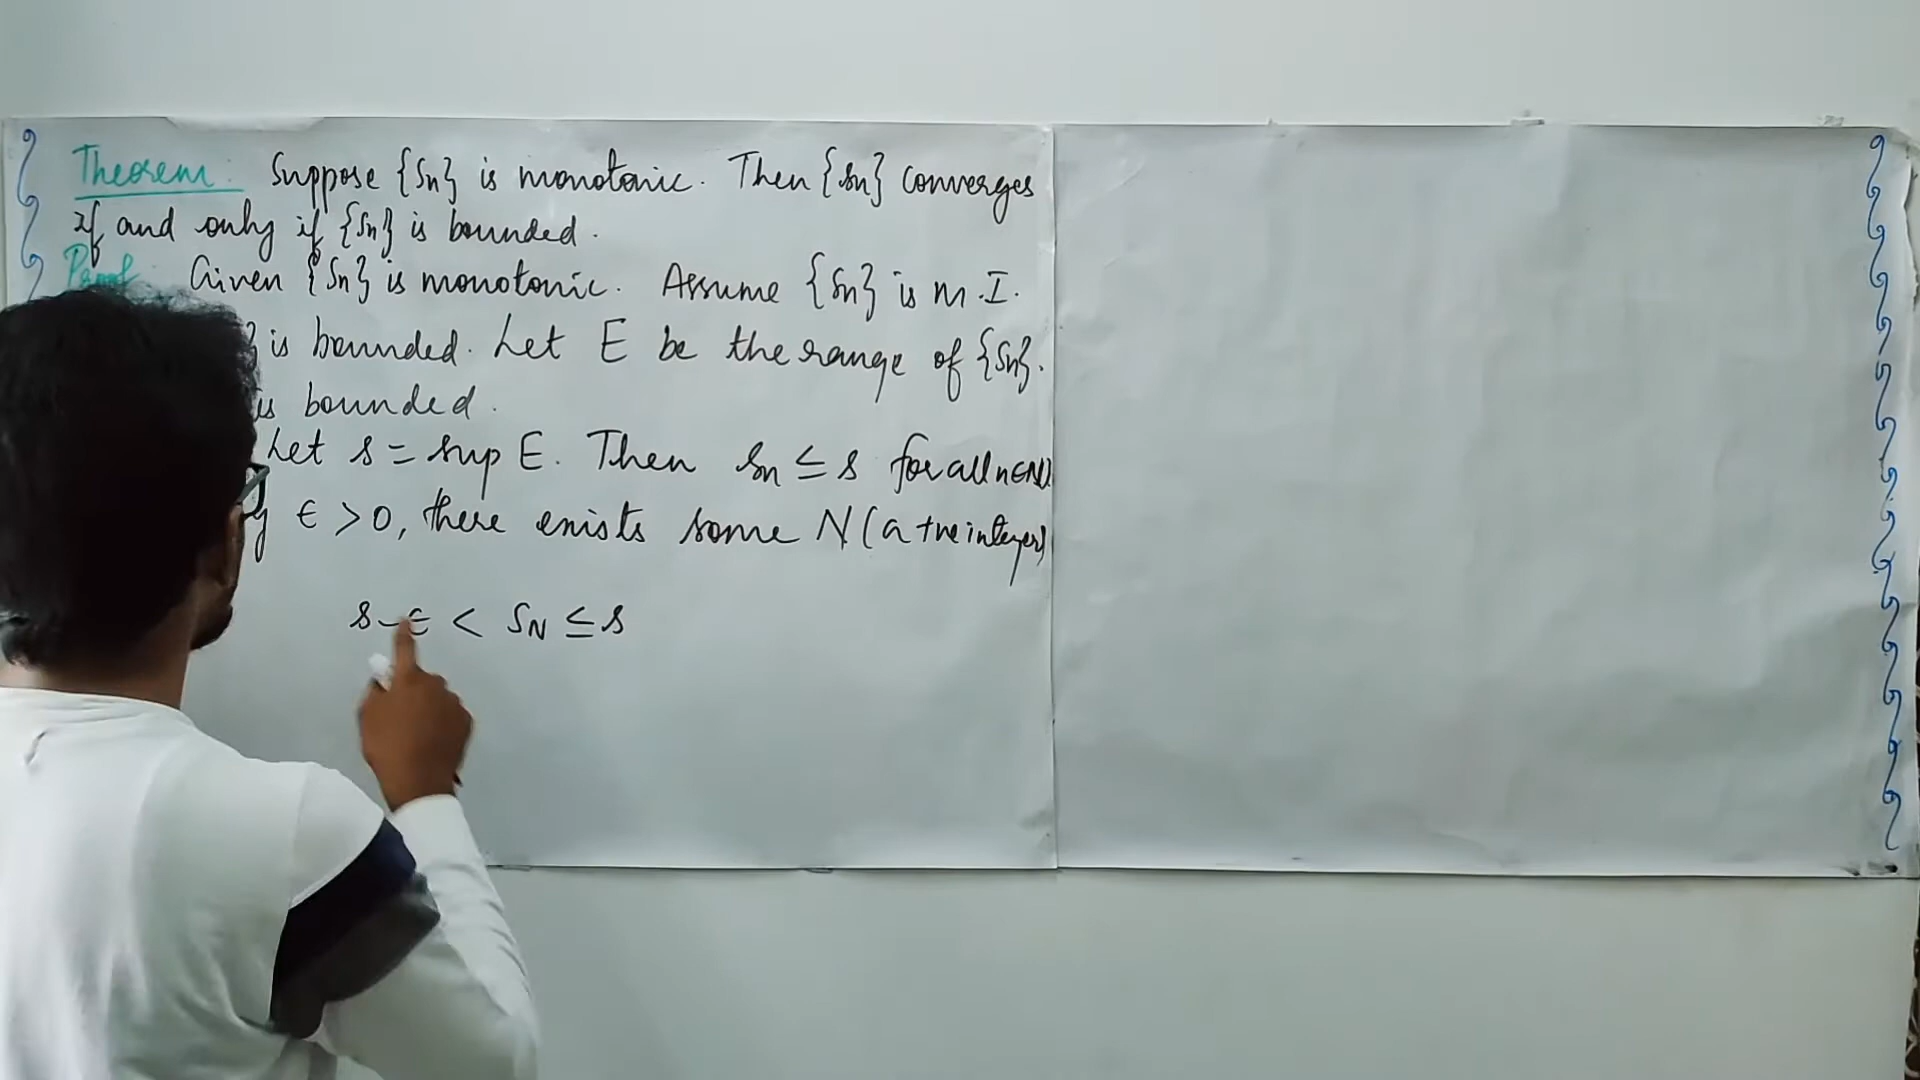 Theorem: Suppose {Sn} is monotonic. Then {Sn} converges
if and only if {Sn} is bounded.
Proof: Given {Sn} is monotonic. Assume {Sn} is M.I.
} is bounded. Let E be the range of {Sn}.
is bounded.
Let s = sup E. Then Sn ≤ s for all n∈N.
ϵ > 0, there exists some N (a +ve integer)
s - ϵ < SN ≤ s